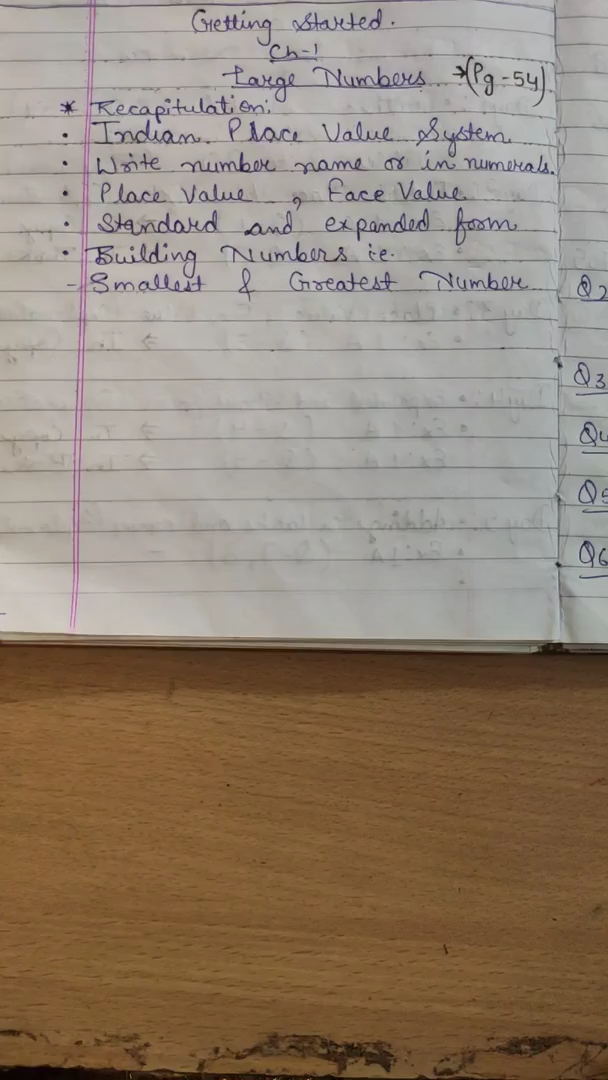 Getting Started.
Ch-1
Large Numbers → (Pg-54)
* Recapitulation:
• Indian Place Value System
• Write number name or in numerals.
• Place Value , Face Value
• Standard and expanded form
• Building Numbers ie.
- Smallest & Greatest Number
Q2
Q3
Q4
Q5
Q6